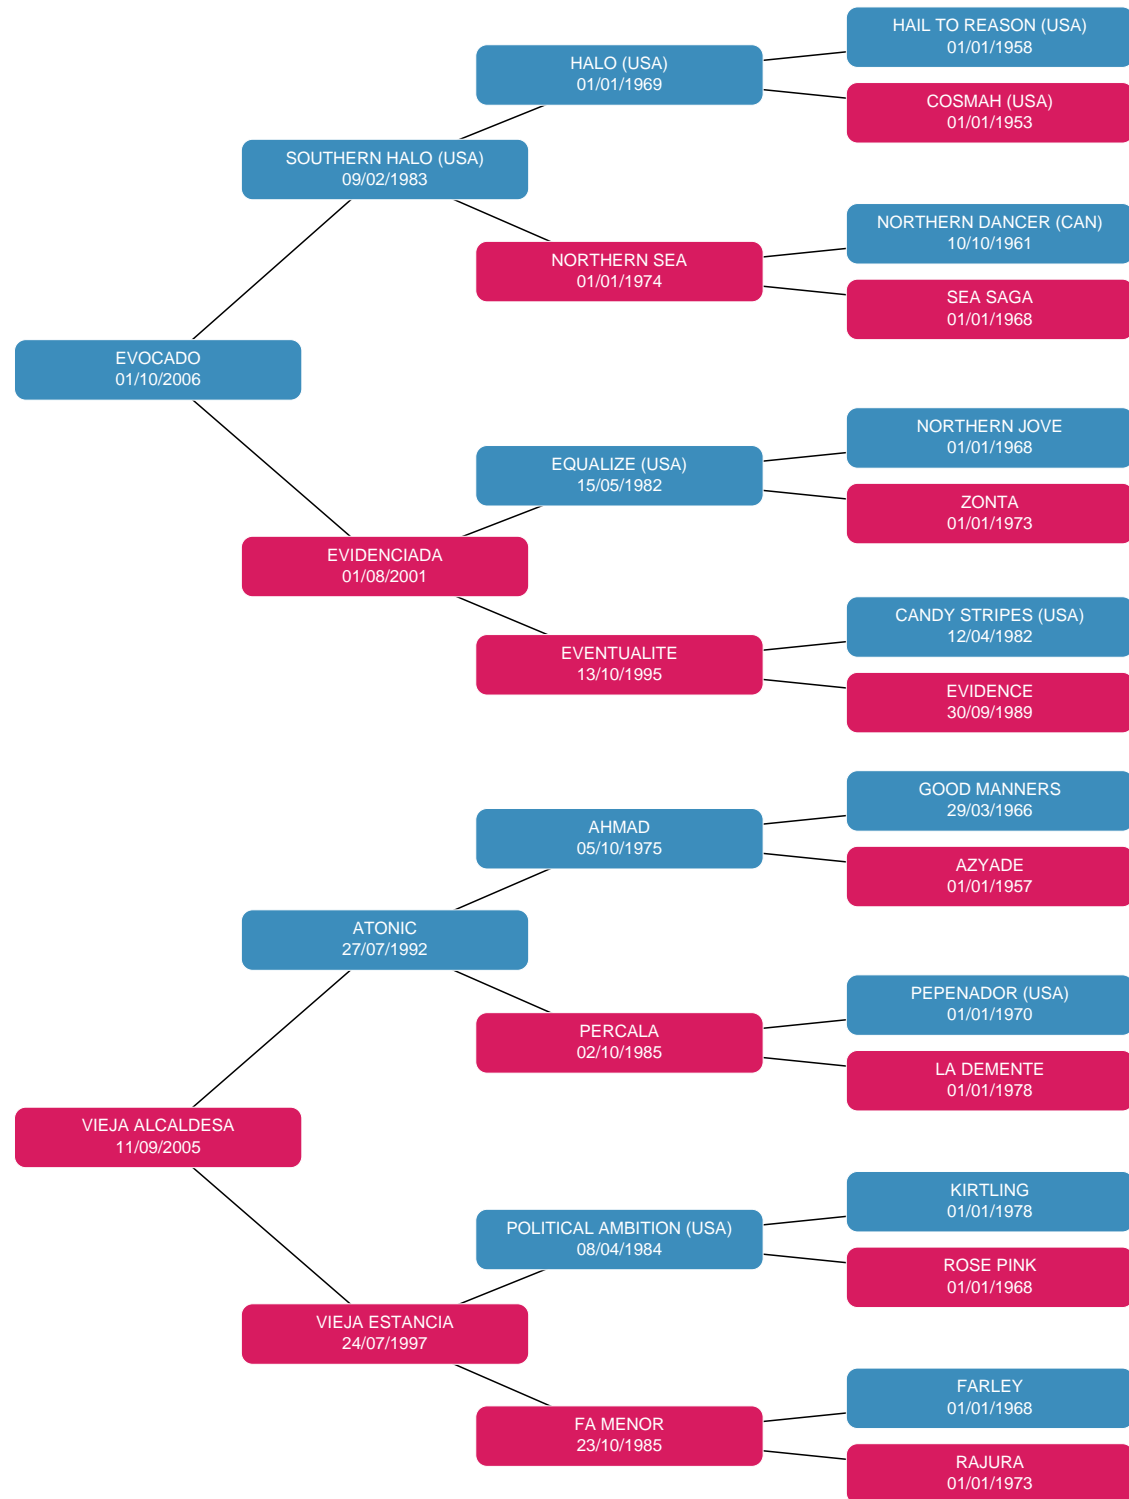 HAIL TO REASON (USA)
01/01/1958
HALO (USA)
01/01/1969
COSMAH (USA)
01/01/1953
SOUTHERN HALO (USA)
09/02/1983
NORTHERN DANCER (CAN)
10/10/1961
NORTHERN SEA
01/01/1974
SEA SAGA
01/01/1968
EVOCADO
01/10/2006
NORTHERN JOVE
01/01/1968
EQUALIZE (USA)
15/05/1982
ZONTA
01/01/1973
EVIDENCIADA
01/08/2001
CANDY STRIPES (USA)
12/04/1982
EVENTUALITE
13/10/1995
EVIDENCE
30/09/1989
GOOD MANNERS
29/03/1966
AHMAD
05/10/1975
AZYADE
01/01/1957
ATONIC
27/07/1992
PEPENADOR (USA)
01/01/1970
PERCALA
02/10/1985
LA DEMENTE
01/01/1978
VIEJA ALCALDESA
11/09/2005
KIRTLING
01/01/1978
POLITICAL AMBITION (USA)
08/04/1984
ROSE PINK
01/01/1968
VIEJA ESTANCIA
24/07/1997
FARLEY
01/01/1968
FA MENOR
23/10/1985
RAJURA
01/01/1973